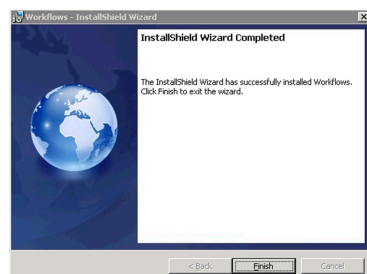 Workflows - InstallShield Wizard
InstallShield Wizard Completed
The InstallShield Wizard has successfully installed Workflows.
Click Finish to exit the wizard.
< Back
Finish
Cancel